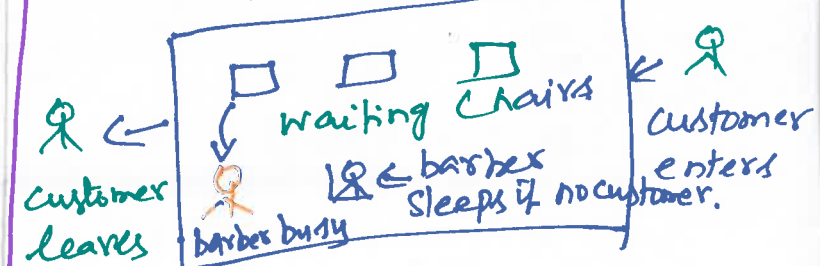 waiting chairs
customer
enters
barber
sleeps if no customer.
customer
leaves
barber busy